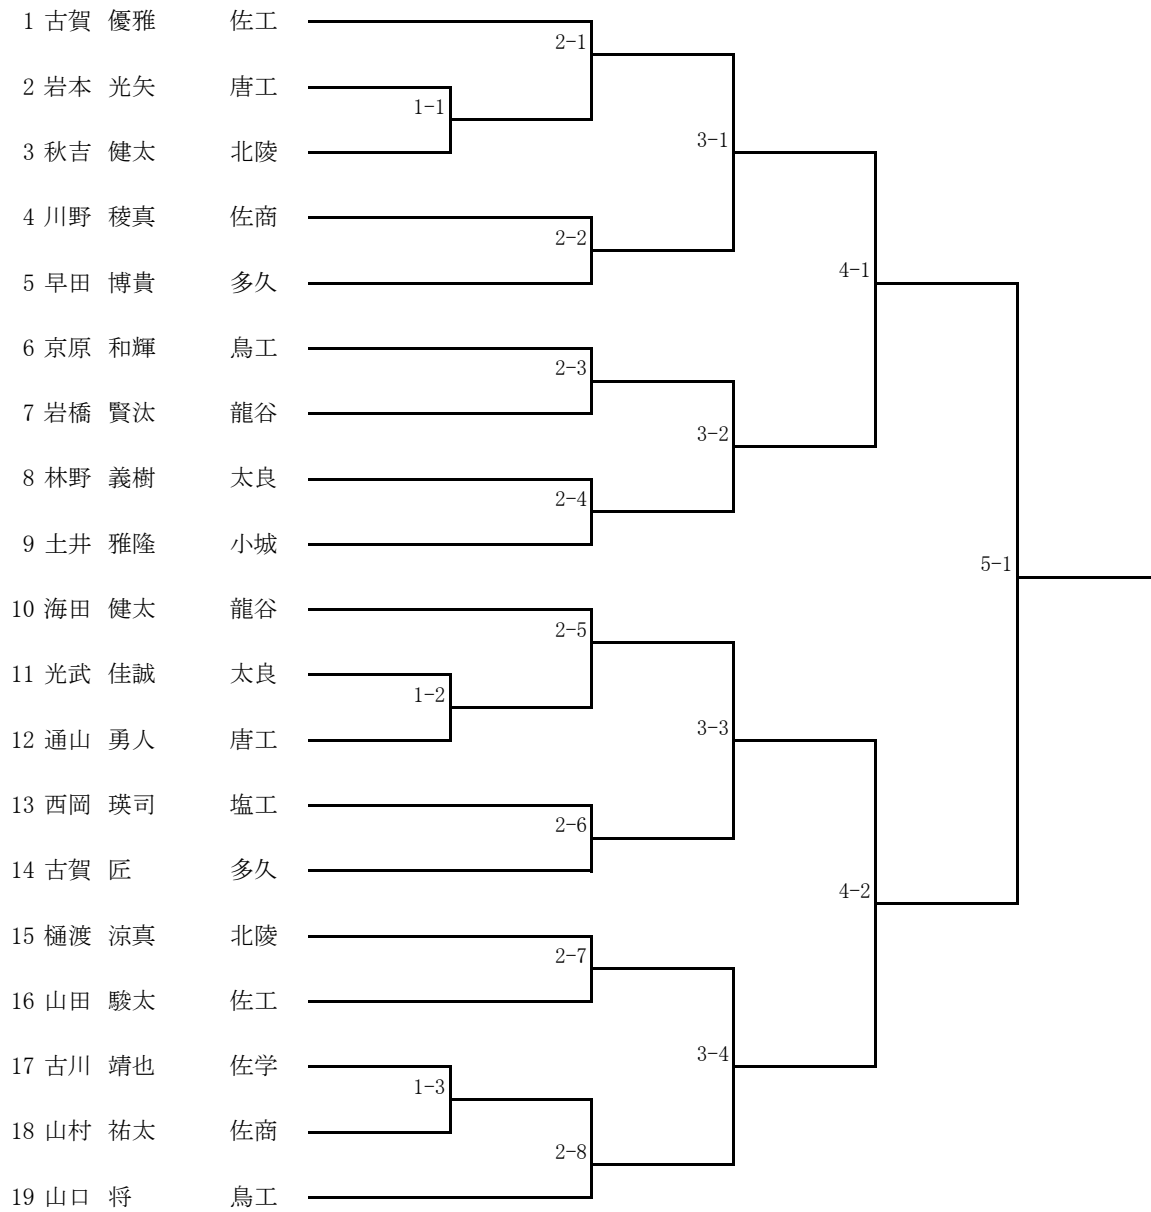 1 古賀 優雅 佐工
2-1
2 岩本 光矢 唐工
1-1
3-1
3 秋吉 健太 北陵
4 川野 稜真 佐商
2-2
4-1
5 早田 博貴 多久
6 京原 和輝 鳥工
2-3
7 岩橋 賢汰 龍谷
3-2
8 林野 義樹 太良
2-4
9 土井 雅隆 小城
5-1
10 海田 健太 龍谷
2-5
11 光武 佳誠 太良
1-2
3-3
12 通山 勇人 唐工
13 西岡 瑛司 塩工
2-6
14 古賀 匠 多久
4-2
15 樋渡 涼真 北陵
2-7
16 山田 駿太 佐工
3-4
17 古川 靖也 佐学
1-3
18 山村 祐太 佐商
2-8
19 山口 将 鳥工